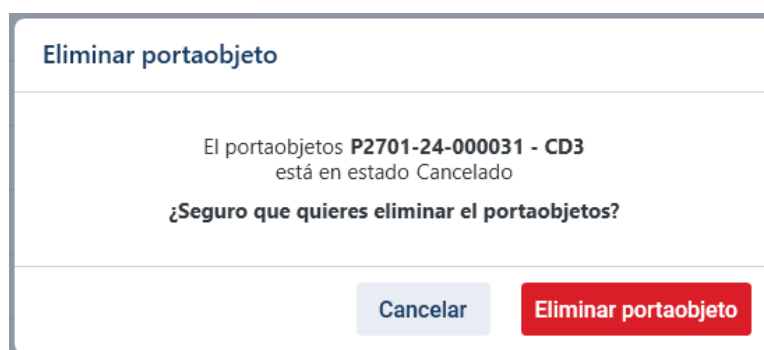 Eliminar portaobjeto
El portaobjetos P2701-24-000031 - CD3
está en estado Cancelado
¿Seguro que quieres eliminar el portaobjetos?
Cancelar
Eliminar portaobjeto